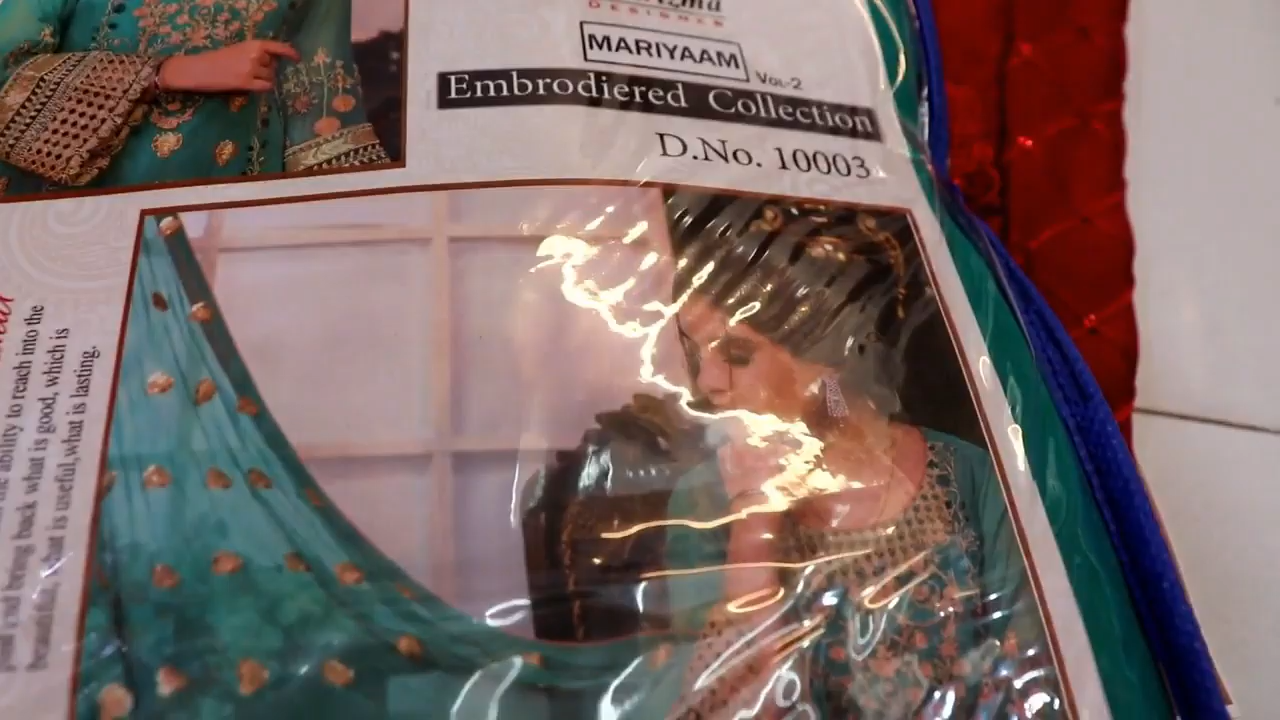 DESIGNER
MARIYAAM
VOL-2
Embrodiered Collection
D.No. 10003
the ability to reach into the
and bring back what is good, which is
beautiful, what is useful, what is lasting.